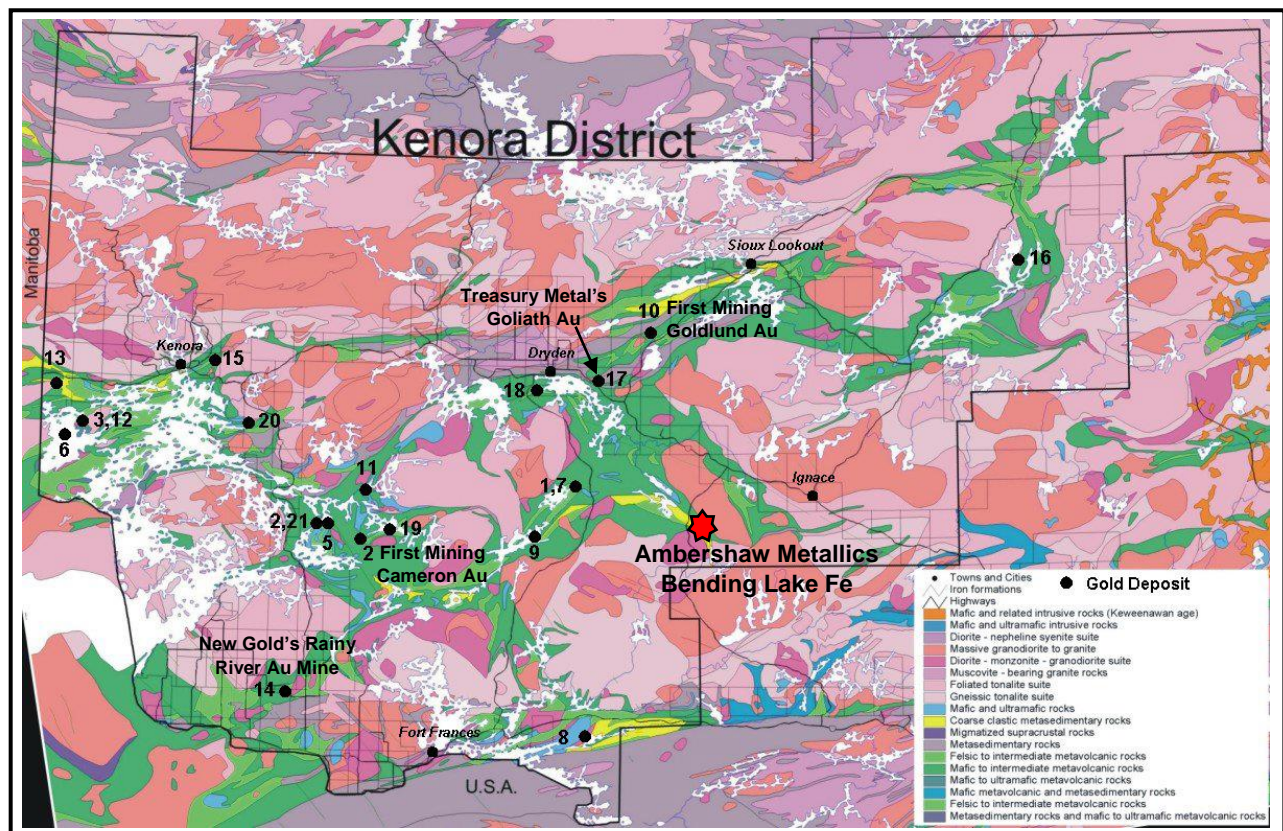 Kenora District
Manitoba
Sioux Lookout
16
Treasury Metal's
Goliath Au
10 First Mining
Goldlund Au
Kenora
15
Dryden
13
17
18
3,12
20
6
11
1,7
Ignace
2,21
5
19
2 First Mining
Cameron Au
9
Ambershaw Metallics
Bending Lake Fe
New Gold's Rainy
River Au Mine
14
Fort Frances
8
U.S.A.
Towns and Cities
Gold Deposit
Iron formations
Highways
Mafic and related intrusive rocks (Keweenawan age)
Mafic and ultramafic intrusive rocks
Diorite - nepheline syenite suite
Massive granodiorite to granite
Diorite - monzonite - granodiorite suite
Muscovite - bearing granite rocks
Foliated tonalite suite
Gneissic tonalite suite
Mafic and ultramafic rocks
Coarse clastic metasedimentary rocks
Migmatized supracrustal rocks
Metasedimentary rocks
Felsic to intermediate metavolcanic rocks
Mafic to intermediate metavolcanic rocks
Mafic to ultramafic metavolcanic rocks
Mafic metavolcanic and metasedimentary rocks
Felsic to intermediate metavolcanic rocks
Metasedimentary rocks and mafic to ultramafic metavolcanic rocks